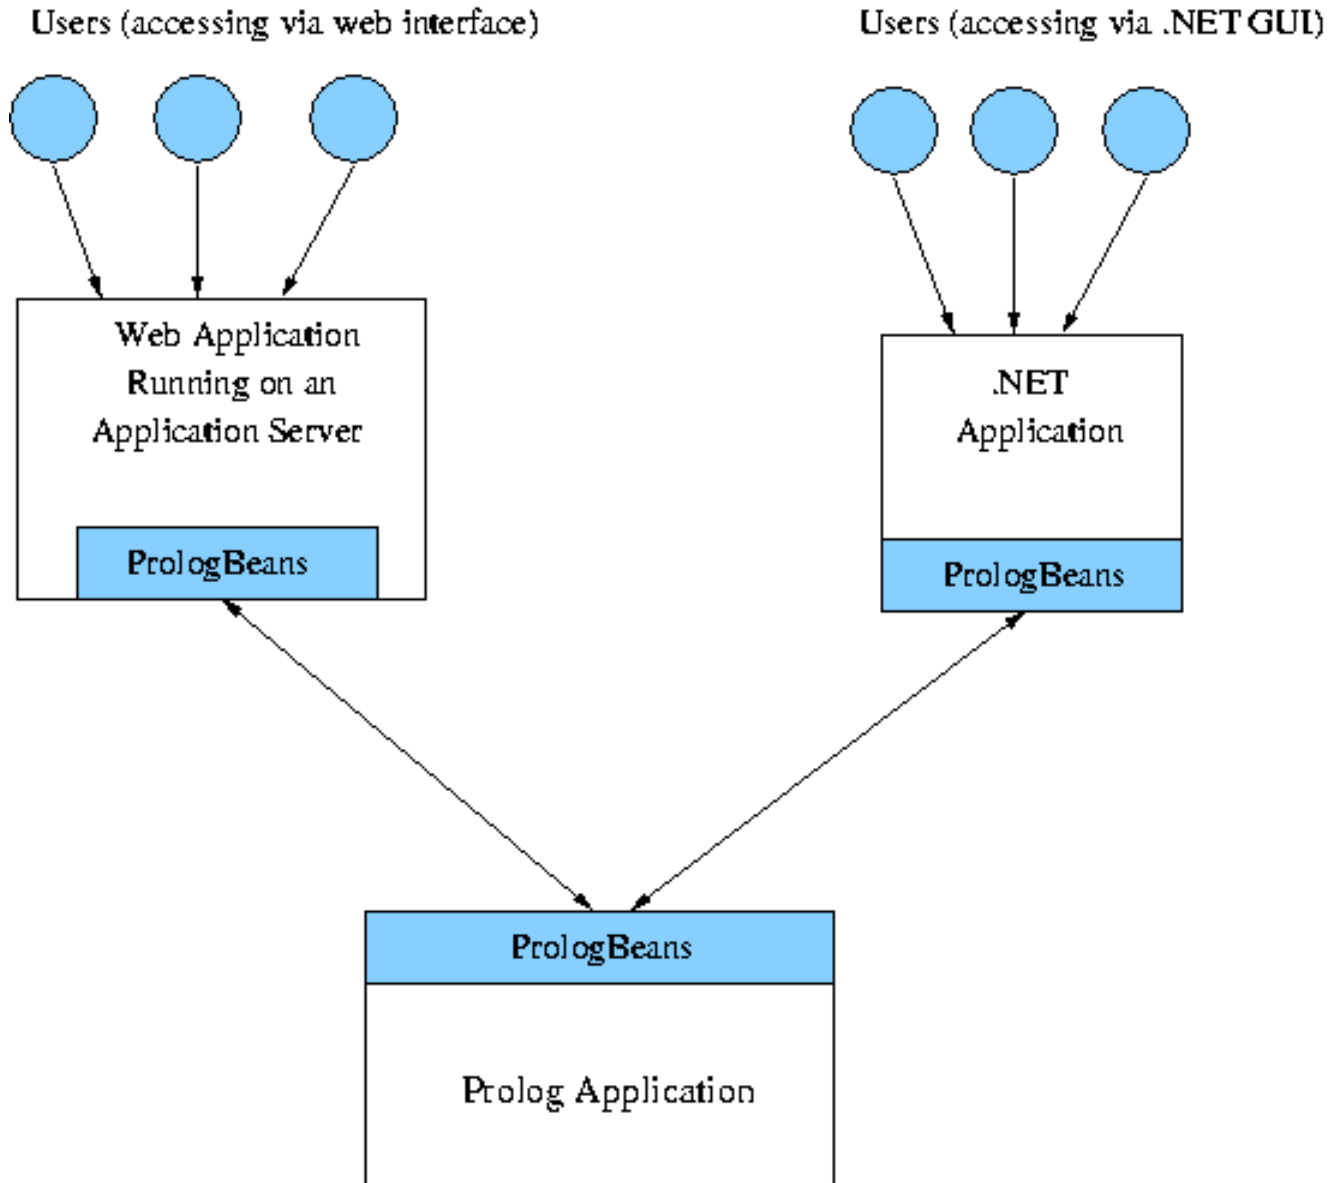 Users (accessing via web interface)
Users (accessing via .NET GUI)
Web Application
Running on an
Application Server
PrologBeans
.NET
Application
PrologBeans
PrologBeans
Prolog Application